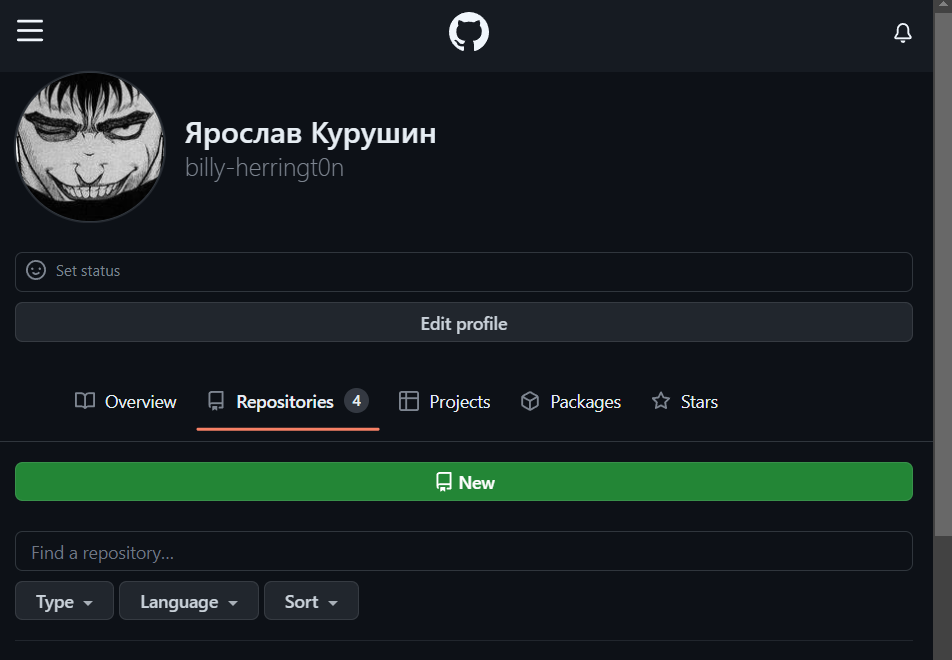 Ярослав Курушин
billy-herringt0n
Set status
Edit profile
Overview Repositories 4 Projects Packages Stars
New
Find a repository...
Type Language Sort